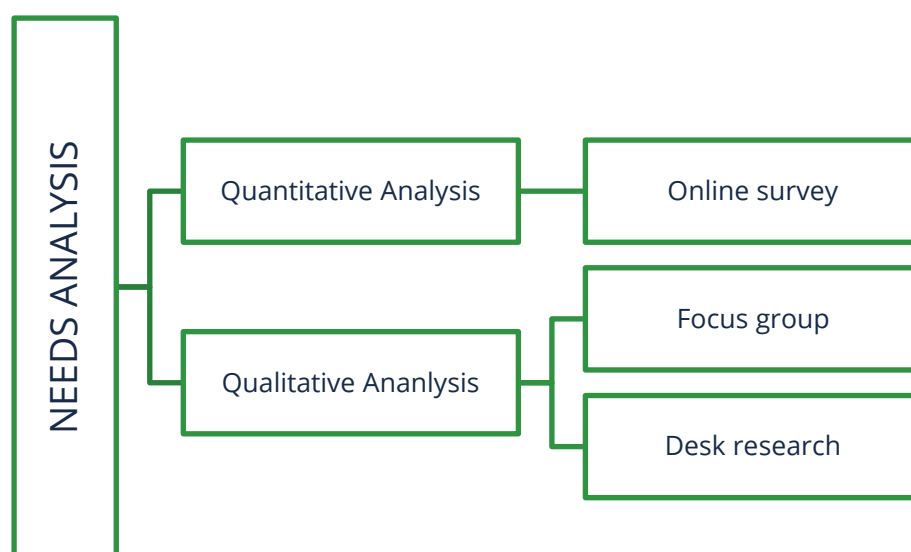 NEEDS ANALYSIS
Quantitative Analysis
Online survey
Qualitative Ananlysis
Focus group
Desk research